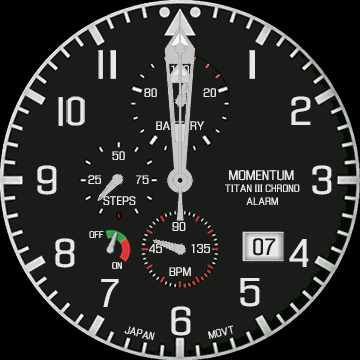 11 1
10 2
9 3
8 4
7 5
6
80 20
BATTERY
50
25 75
STEPS
MOMENTUM
TITAN III CHRONO
ALARM
OFF
ON
90
45 135
BPM
07
JAPAN MOVT